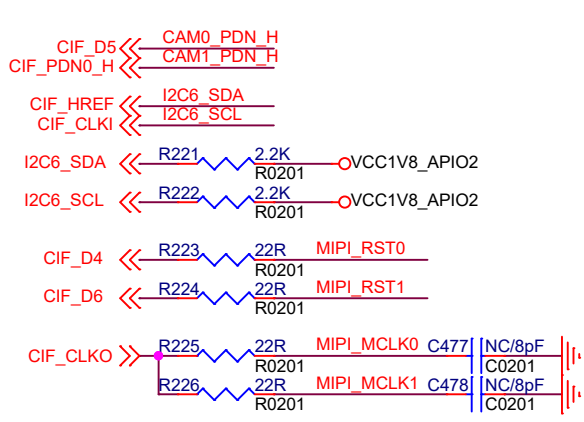 CIF_D5 CAM0_PDN_H
CIF_PDN0_H CAM1_PDN_H
CIF_HREF I2C6_SDA
CIF_CLKI I2C6_SCL
I2C6_SDA R221 2.2K VCC1V8_APIO2
R0201
I2C6_SCL R222 2.2K VCC1V8_APIO2
R0201
CIF_D4 R223 22R MIPI_RST0
R0201
CIF_D6 R224 22R MIPI_RST1
R0201
CIF_CLKO R225 22R MIPI_MCLK0 C477 NC/8pF
R0201 C0201
R226 22R MIPI_MCLK1 C478 NC/8pF
R0201 C0201